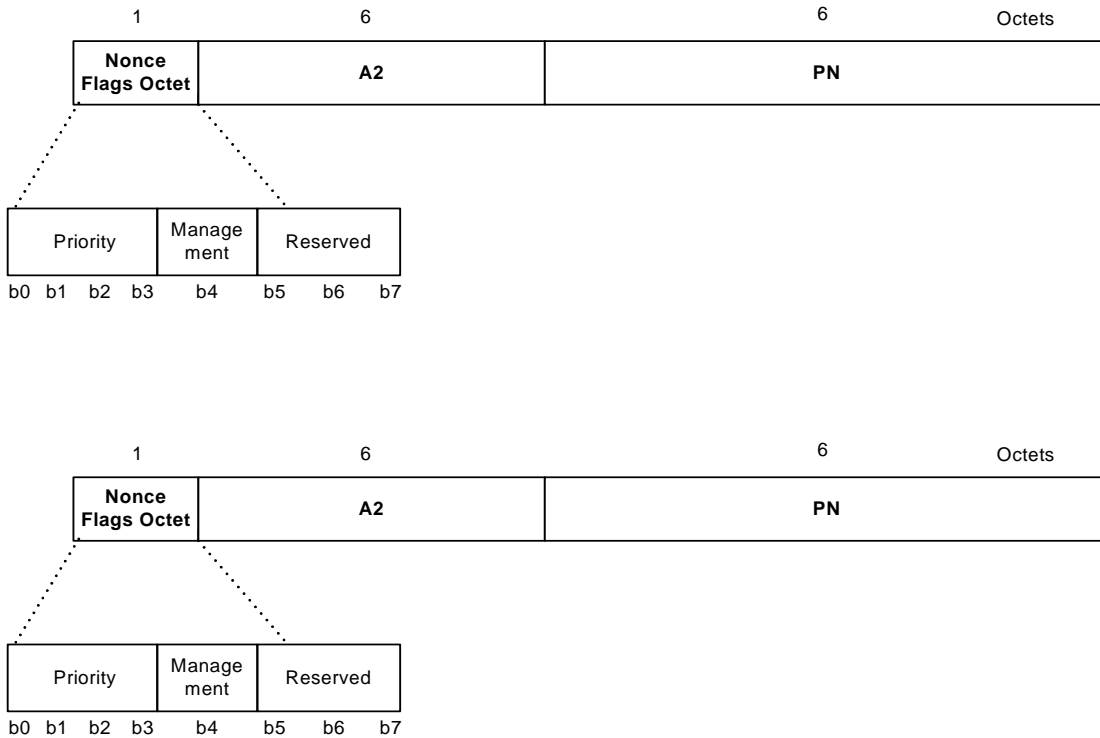 1 6 6 Octets
Nonce
Flags Octet A2 PN
Priority Manage
ment Reserved
b0 b1 b2 b3 b4 b5 b6 b7
1 6 6 Octets
Nonce
Flags Octet A2 PN
Priority Manage
ment Reserved
b0 b1 b2 b3 b4 b5 b6 b7